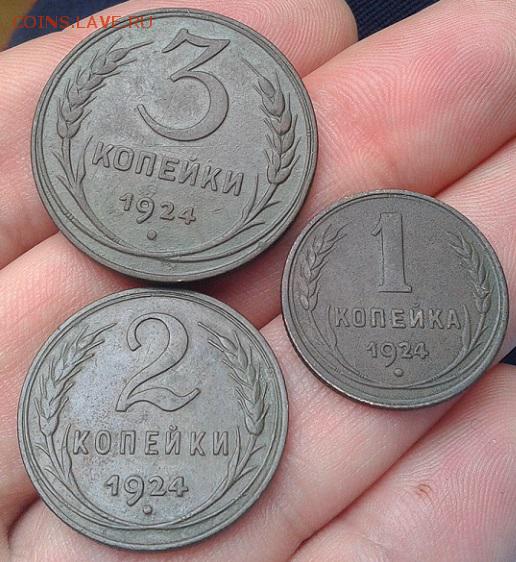 COINS.LAVE.RU
3
КОПЕЙКИ
1924
1
КОПЕЙКА
1924
2
КОПЕЙКИ
1924